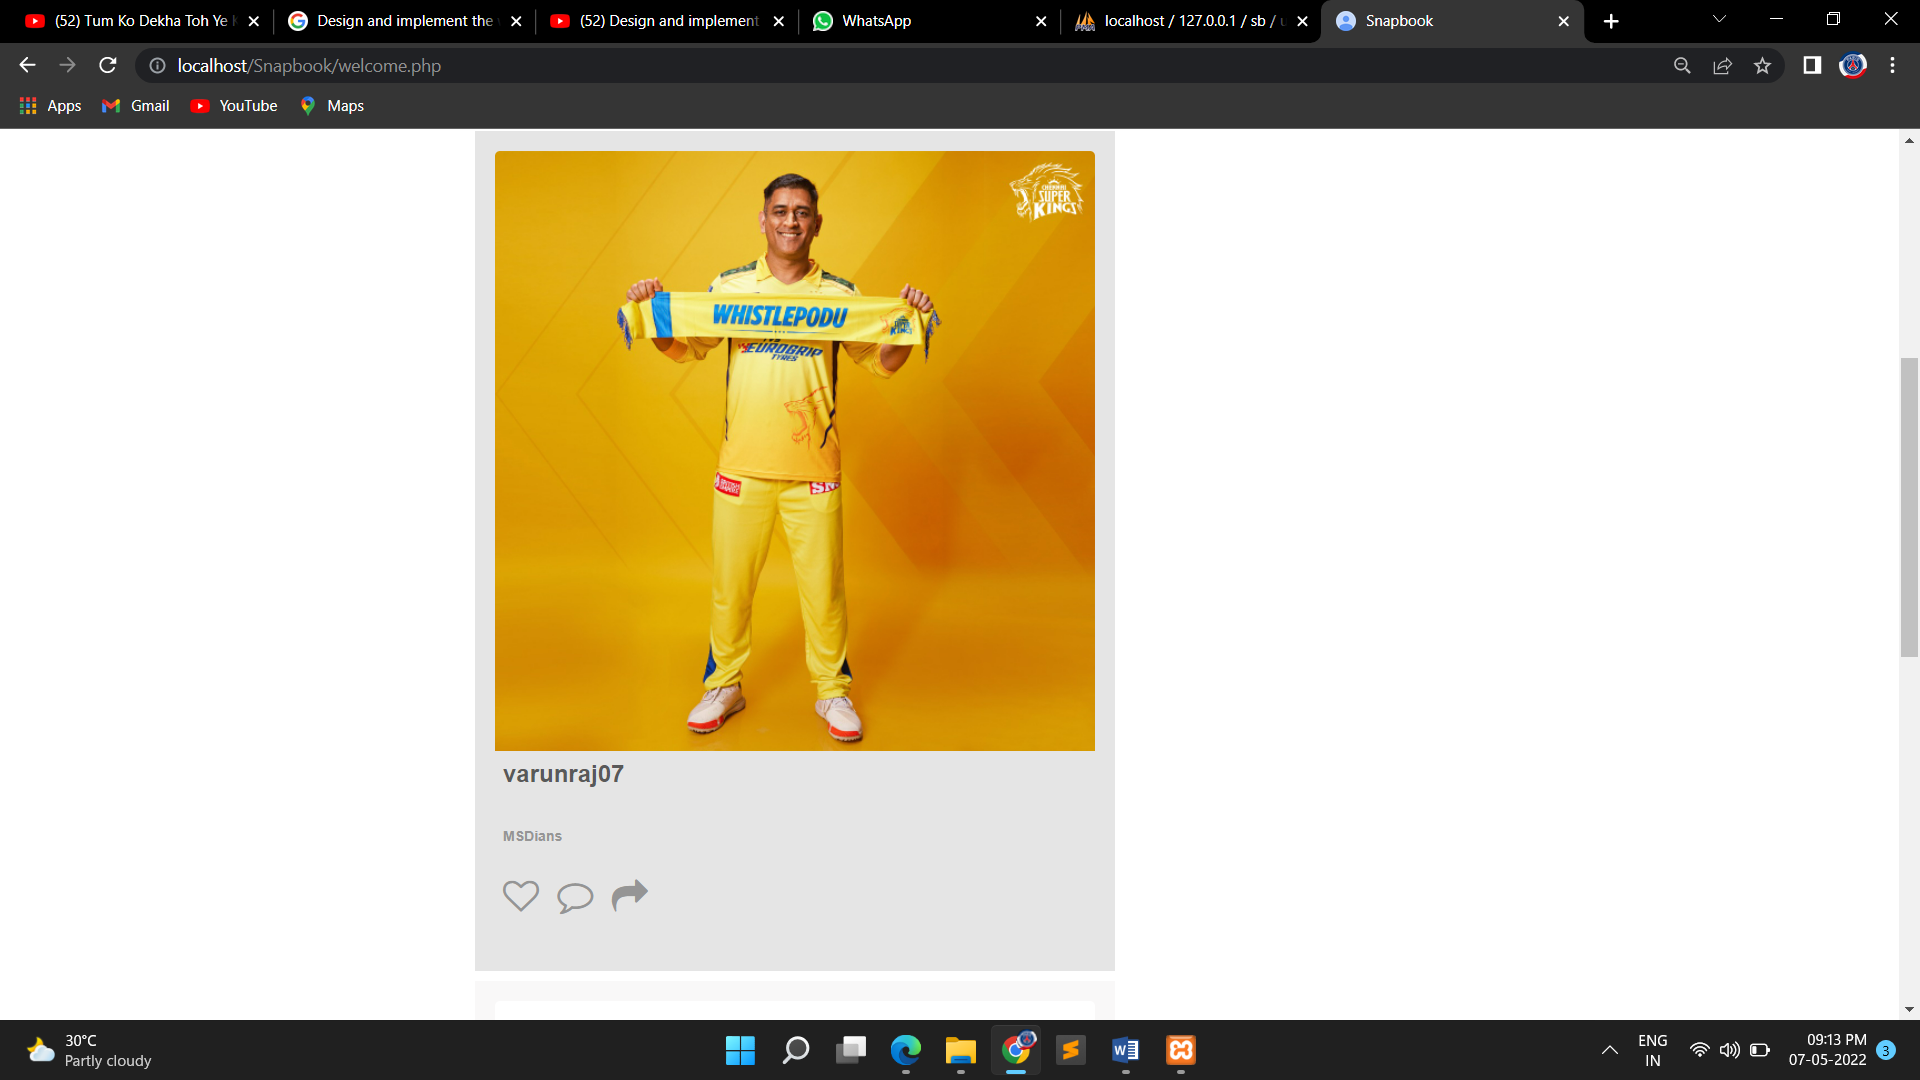 (52) Tum Ko Dekha Toh Ye
Design and implement the
(52) Design and implement
WhatsApp
localhost / 127.0.0.1 / sb /
Snapbook
localhost/Snapbook/welcome.php
Apps
Gmail
YouTube
Maps
CHENNAI
SUPER
KINGS
WHISTLEPODU
KINGS
EUROGRIP
TYRES
varunraj07
MSDians
30°C
Partly cloudy
ENG
IN
09:13 PM
07-05-2022
3